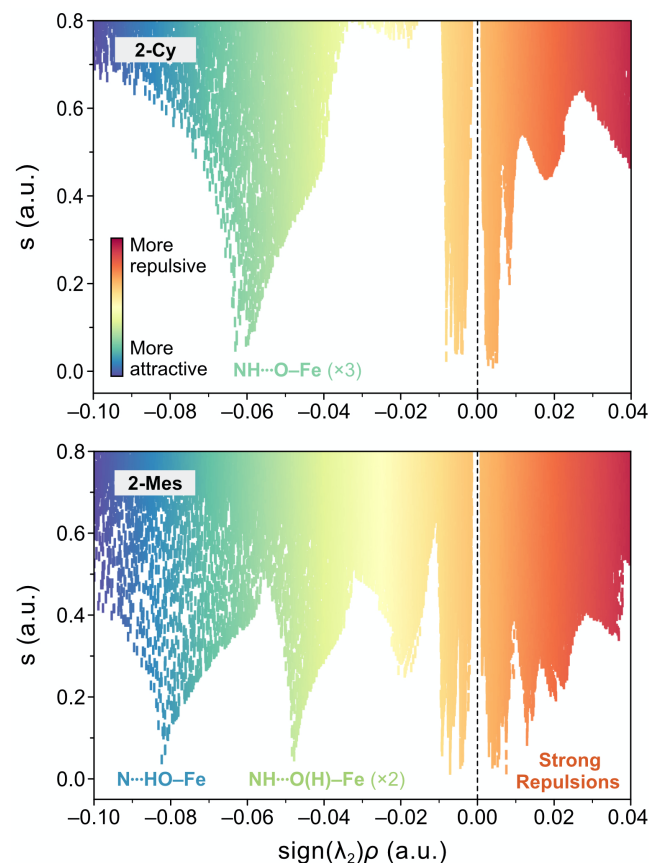 0.8
2-Cy
0.6
s (a.u.)
0.4
More
repulsive
0.2
More
attractive
NH···O–Fe (×3)
0.0
–0.10 –0.08 –0.06 –0.04 –0.02 0.00 0.02 0.04
0.8
2-Mes
0.6
s (a.u.)
0.4
0.2
N···HO–Fe NH···O(H)–Fe (×2) Strong
Repulsions
0.0
–0.10 –0.08 –0.06 –0.04 –0.02 0.00 0.02 0.04
sign(λ₂)ρ (a.u.)